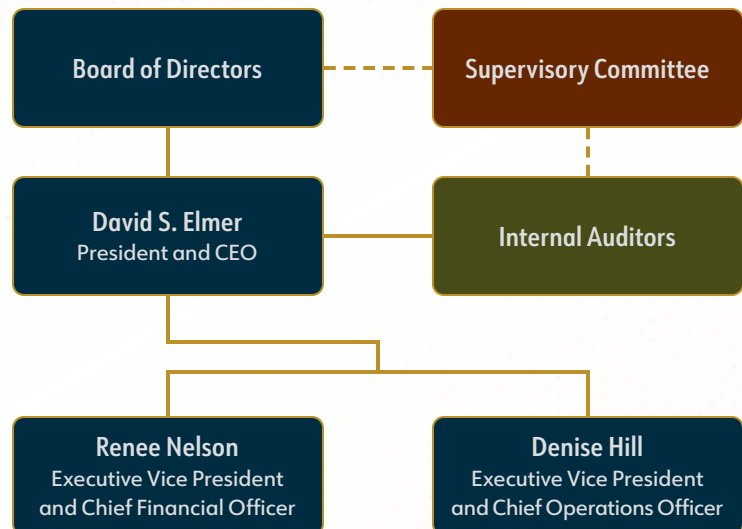 Board of Directors
Supervisory Committee
David S. Elmer
President and CEO
Internal Auditors
Renee Nelson
Executive Vice President
and Chief Financial Officer
Denise Hill
Executive Vice President
and Chief Operations Officer